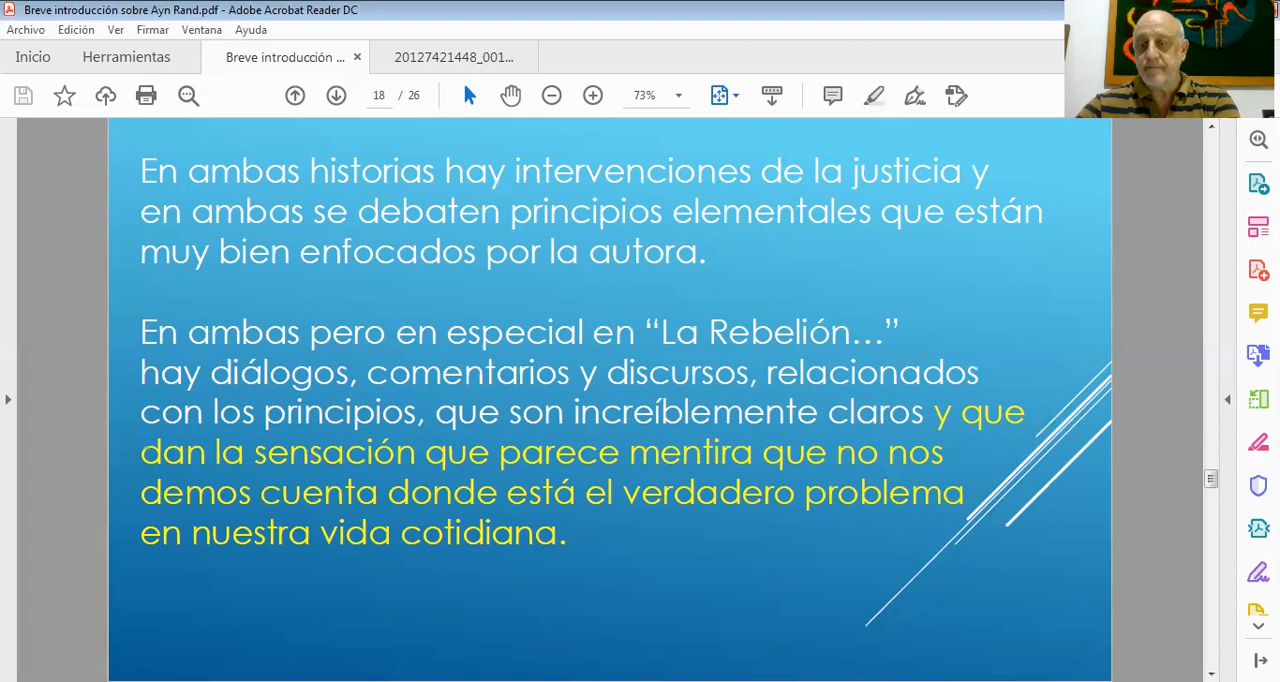 Breve introducción sobre Ayn Rand.pdf - Adobe Acrobat Reader DC
Archivo Edición Ver Firmar Ventana Ayuda
Inicio Herramientas Breve introducción ... × 20127421448_001...
18 / 26 73%
En ambas historias hay intervenciones de la justicia y
en ambas se debaten principios elementales que están
muy bien enfocados por la autora.
En ambas pero en especial en “La Rebelión...”
hay diálogos, comentarios y discursos, relacionados
con los principios, que son increíblemente claros y que
dan la sensación que parece mentira que no nos
demos cuenta donde está el verdadero problema
en nuestra vida cotidiana.